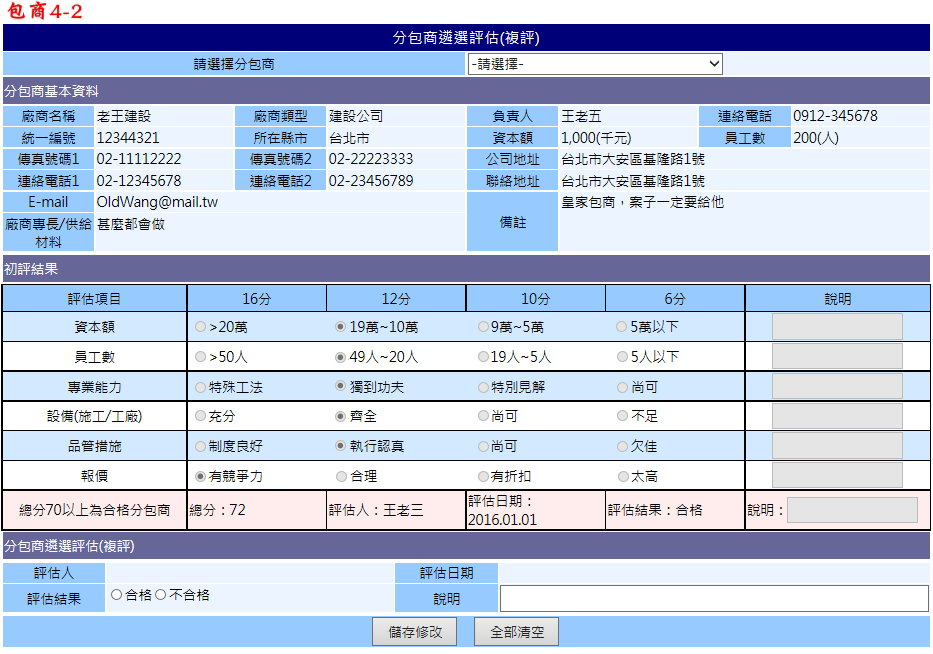 包商4-2
分包商遴選評估(複評)
請選擇分包商 -請選擇-
分包商基本資料
廠商名稱 老王建設 廠商類型 建設公司 負責人 王老五 連絡電話 0912-345678
統一編號 12344321 所在縣市 台北市 資本額 1,000(千元) 員工數 200(人)
傳真號碼1 02-11112222 傳真號碼2 02-22223333 公司地址 台北市大安區基隆路1號
連絡電話1 02-12345678 連絡電話2 02-23456789 聯絡地址 台北市大安區基隆路1號
E-mail OldWang@mail.tw 備註 皇家包商，案子一定要給他
廠商專長/供給
材料 甚麼都會做
初評結果
評估項目 16分 12分 10分 6分 說明
資本額 >20萬 19萬~10萬 9萬~5萬 5萬以下
員工數 >50人 49人~20人 19人~5人 5人以下
專業能力 特殊工法 獨到功夫 特別見解 尚可
設備(施工/工廠) 充分 齊全 尚可 不足
品管措施 制度良好 執行認真 尚可 欠佳
報價 有競爭力 合理 有折扣 太高
總分70以上為合格分包商 總分：72 評估人：王老三 評估日期：
2016.01.01 評估結果：合格 說明：
分包商遴選評估(複評)
評估人 評估日期
評估結果 合格 不合格 說明
儲存修改 全部清空